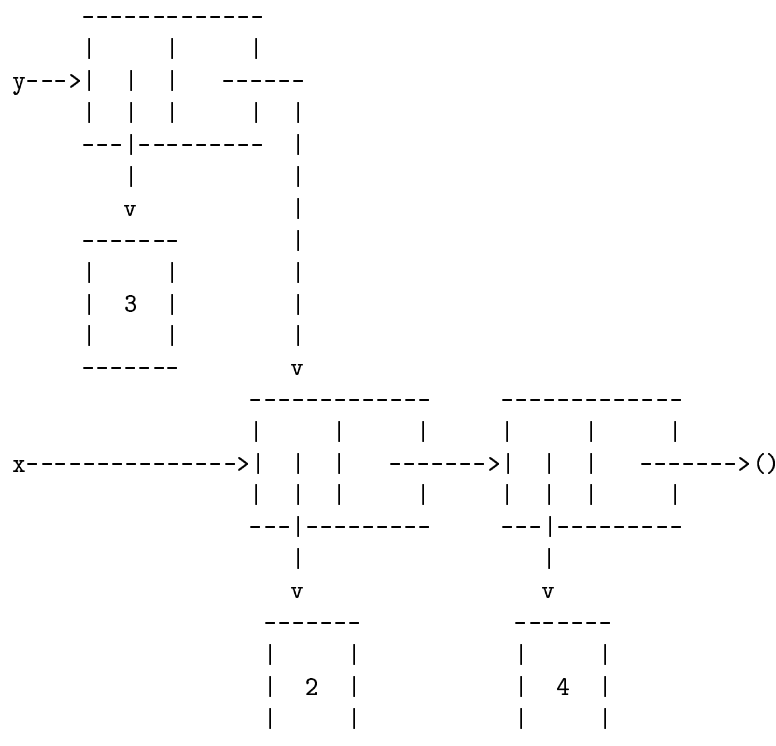 -------------
       |     |     |
y--->|  |  |   ------
       |  |  |     |  |
       ---|---------  |
          |           |
          v           |
       -------        |
       |     |        |
       |  3  |        |
       |     |        |
       -------        v
                   -------------     -------------
                   |     |     |     |     |     |
x---------------->|  |  |   ------->|  |  |   ------->()
                   |  |  |     |     |  |  |     |
                   ---|---------     ---|---------
                      |                 |
                      v                 v
                    -------           -------
                    |     |           |     |
                    |  2  |           |  4  |
                    |     |           |     |